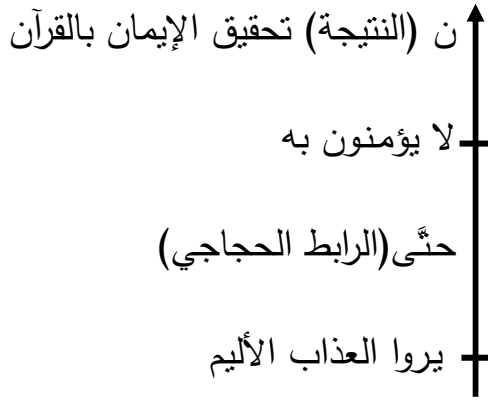 ن (النتيجة) تحقيق الإيمان بالقرآن
لا يؤمنون به
حتَّى(الرابط الحجاجي)
يروا العذاب الأليم